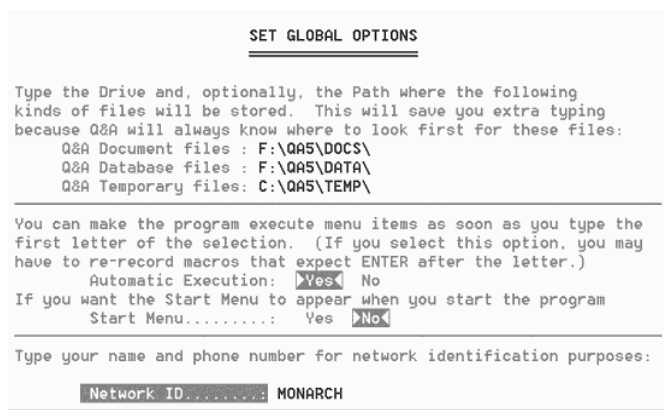 SET GLOBAL OPTIONS
Type the Drive and, optionally, the Path where the following
kinds of files will be stored. This will save you extra typing
because Q&A will always know where to look first for these files:
Q&A Document files : F:\QA5\DOCS\
Q&A Database files : F:\QA5\DATA\
Q&A Temporary files: C:\QA5\TEMP\
You can make the program execute menu items as soon as you type the
first letter of the selection. (If you select this option, you may
have to re-record macros that expect ENTER after the letter.)
Automatic Execution: ►Yes◄ No
If you want the Start Menu to appear when you start the program
Start Menu.........: Yes ►No◄
Type your name and phone number for network identification purposes:
Network ID.........: MONARCH